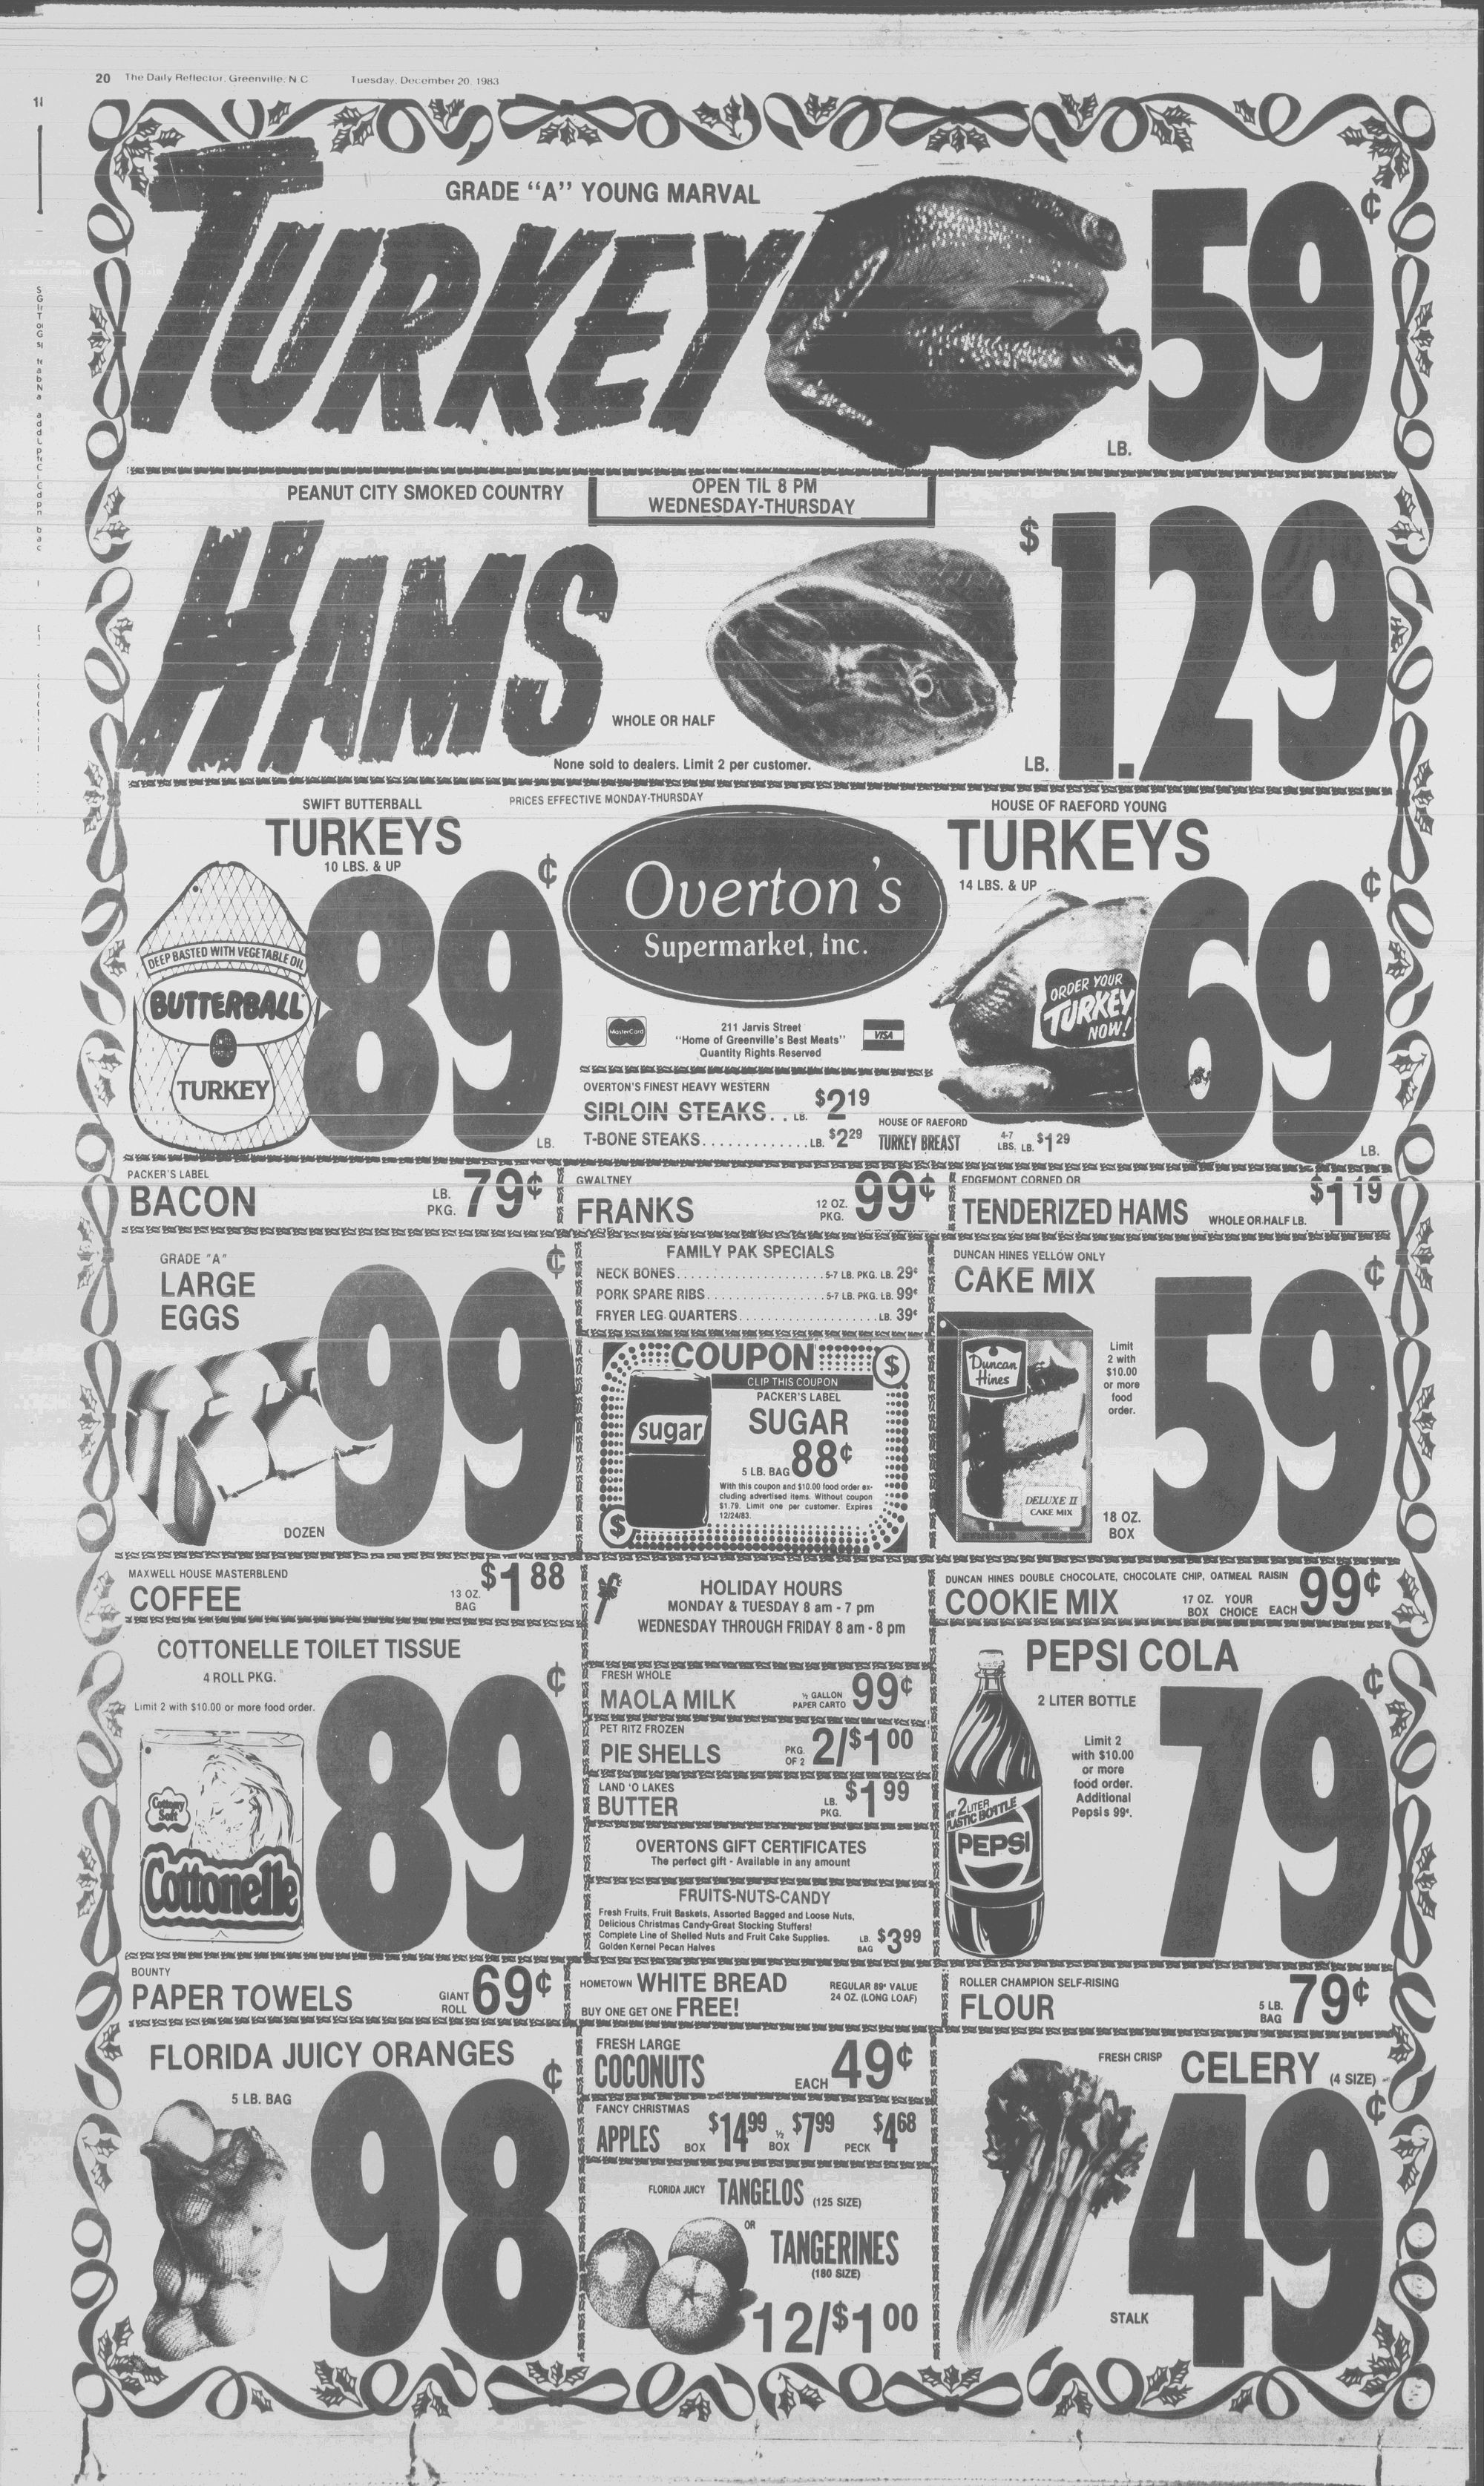 20 The Daily Reflector, Greenville, N.C. Tuesday, December 20, 1983
GRADE "A" YOUNG MARVAL
TURKEY
59¢
LB.
PEANUT CITY SMOKED COUNTRY
OPEN TIL 8 PM
WEDNESDAY-THURSDAY
HAMS
WHOLE OR HALF
$1.29
LB.
None sold to dealers. Limit 2 per customer.
SWIFT BUTTERBALL
TURKEYS
10 LBS. & UP
89¢
LB.
DEEP BASTED WITH VEGETABLE OIL
BUTTERBALL
TURKEY
PRICES EFFECTIVE MONDAY-THURSDAY
Overton's
Supermarket, Inc.
MasterCard
211 Jarvis Street
"Home of Greenville's Best Meats"
Quantity Rights Reserved
VISA
HOUSE OF RAEFORD YOUNG
TURKEYS
14 LBS. & UP
ORDER YOUR
TURKEY
NOW!
69¢
LB.
OVERTON'S FINEST HEAVY WESTERN
SIRLOIN STEAKS. . LB. $2.19
T-BONE STEAKS. . . . . . . . . . . . . LB. $2.29
HOUSE OF RAEFORD
TURKEY BREAST 4-7 LBS. LB. $1.29
PACKER'S LABEL
BACON LB. PKG. 79¢
GWALTNEY
FRANKS 12 OZ. PKG. 99¢
EDGEMONT CORNED OR
TENDERIZED HAMS WHOLE OR HALF LB. $1.19
GRADE "A"
LARGE
EGGS
99¢
DOZEN
FAMILY PAK SPECIALS
NECK BONES. . . . . . . . . . . . . . . . . . . 5-7 LB. PKG. LB. 29¢
PORK SPARE RIBS. . . . . . . . . . . . . . . 5-7 LB. PKG. LB. 99¢
FRYER LEG QUARTERS. . . . . . . . . . . . . . . . . . LB. 39¢
COUPON
$
CLIP THIS COUPON
PACKER'S LABEL
sugar
SUGAR
5 LB. BAG 88¢
With this coupon and $10.00 food order ex-
cluding advertised items. Without coupon
$1.79. Limit one per customer. Expires
12/24/83.
$
DUNCAN HINES YELLOW ONLY
CAKE MIX
Duncan
Hines
DELUXE II
CAKE MIX
Limit
2 with
$10.00
or more
food
order.
18 OZ.
BOX
59¢
MAXWELL HOUSE MASTERBLEND
COFFEE 13 OZ. BAG $1.88
HOLIDAY HOURS
MONDAY & TUESDAY 8 am - 7 pm
WEDNESDAY THROUGH FRIDAY 8 am - 8 pm
DUNCAN HINES DOUBLE CHOCOLATE, CHOCOLATE CHIP, OATMEAL RAISIN
COOKIE MIX 17 OZ. BOX YOUR CHOICE EACH 99¢
COTTONELLE TOILET TISSUE
4 ROLL PKG.
Limit 2 with $10.00 or more food order.
Cottony
Soft
Cottonelle
89¢
FRESH WHOLE
MAOLA MILK ½ GALLON PAPER CARTO 99¢
PET RITZ FROZEN
PIE SHELLS PKG. OF 2 2/$1.00
LAND 'O LAKES
BUTTER LB. PKG. $1.99
OVERTONS GIFT CERTIFICATES
The perfect gift - Available in any amount
FRUITS-NUTS-CANDY
Fresh Fruits, Fruit Baskets, Assorted Bagged and Loose Nuts,
Delicious Christmas Candy-Great Stocking Stuffers!
Complete Line of Shelled Nuts and Fruit Cake Supplies.
Golden Kernel Pecan Halves LB. BAG $3.99
PEPSI COLA
2 LITER BOTTLE
Limit 2
with $10.00
or more
food order.
Additional
Pepsis 99¢.
2 LITER
PLASTIC BOTTLE
PEPSI
79¢
BOUNTY
PAPER TOWELS GIANT ROLL 69¢
HOMETOWN WHITE BREAD REGULAR 89¢ VALUE
BUY ONE GET ONE FREE! 24 OZ. (LONG LOAF)
ROLLER CHAMPION SELF-RISING
FLOUR 5 LB. BAG 79¢
FLORIDA JUICY ORANGES
5 LB. BAG
98¢
FRESH LARGE
COCONUTS EACH 49¢
FANCY CHRISTMAS
APPLES BOX $14.99 ½ BOX $7.99 PECK $4.68
FLORIDA JUICY TANGELOS (125 SIZE)
OR
TANGERINES
(180 SIZE)
12/$1.00
FRESH CRISP CELERY (4 SIZE)
STALK
49¢